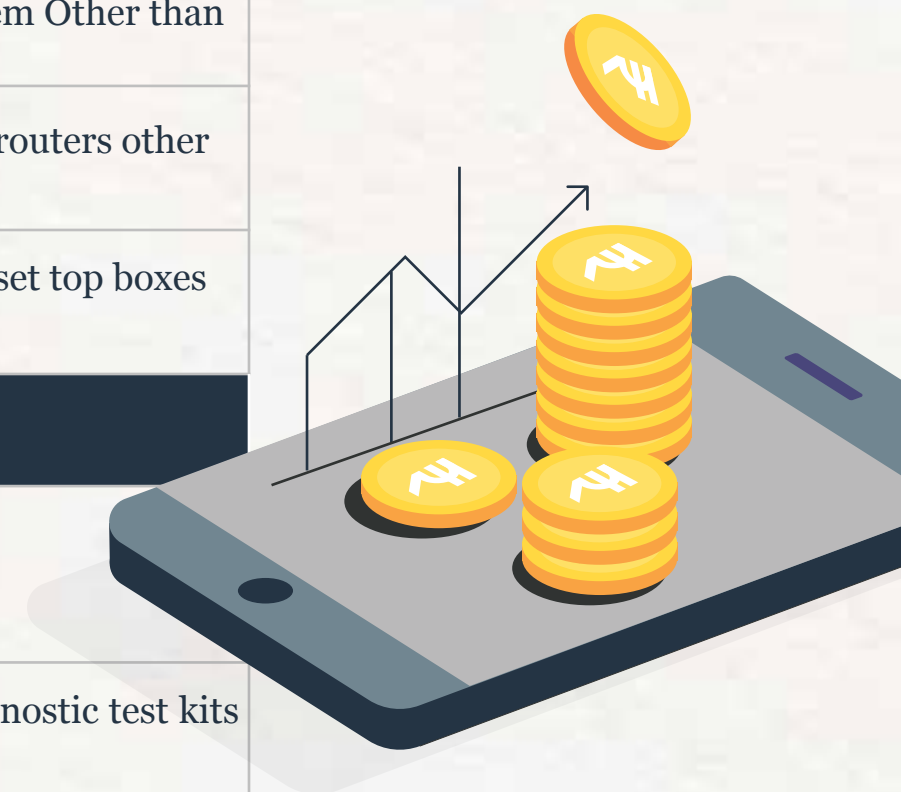 em Other than
routers other
set top boxes
nostic test kits
₹
₹
₹
₹